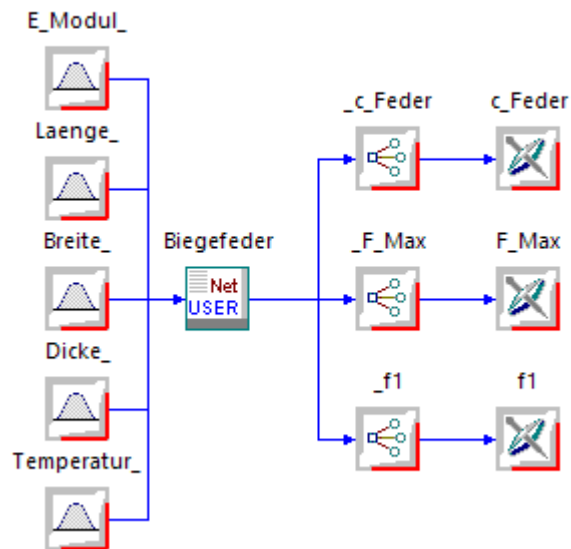 E_Modul_
Laenge_
Breite_
Dicke_
Temperatur_
Biegefeder
Net
USER
_c_Feder
c_Feder
_F_Max
F_Max
_f1
f1